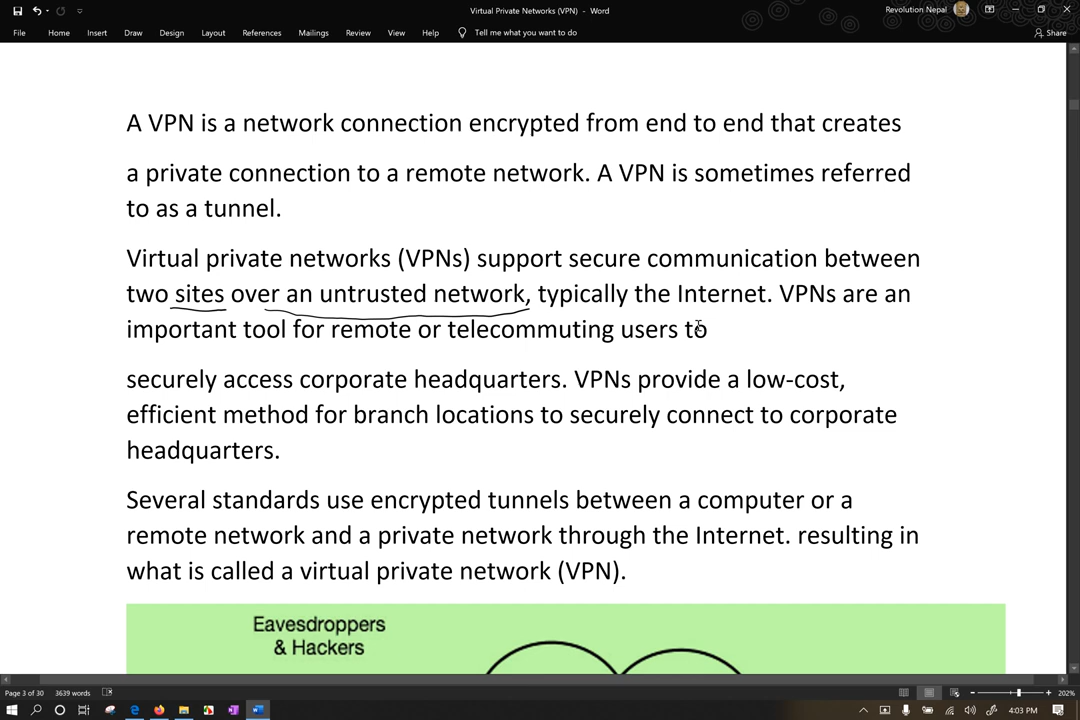 Virtual Private Networks (VPN) - Word
Revolution Nepal
File Home Insert Draw Design Layout References Mailings Review View Help Tell me what you want to do Share
A VPN is a network connection encrypted from end to end that creates
a private connection to a remote network. A VPN is sometimes referred
to as a tunnel.
Virtual private networks (VPNs) support secure communication between
two sites over an untrusted network, typically the Internet. VPNs are an
important tool for remote or telecommuting users to
securely access corporate headquarters. VPNs provide a low-cost,
efficient method for branch locations to securely connect to corporate
headquarters.
Several standards use encrypted tunnels between a computer or a
remote network and a private network through the Internet. resulting in
what is called a virtual private network (VPN).
Eavesdroppers
& Hackers
Page 3 of 30 3639 words 200%
4:03 PM